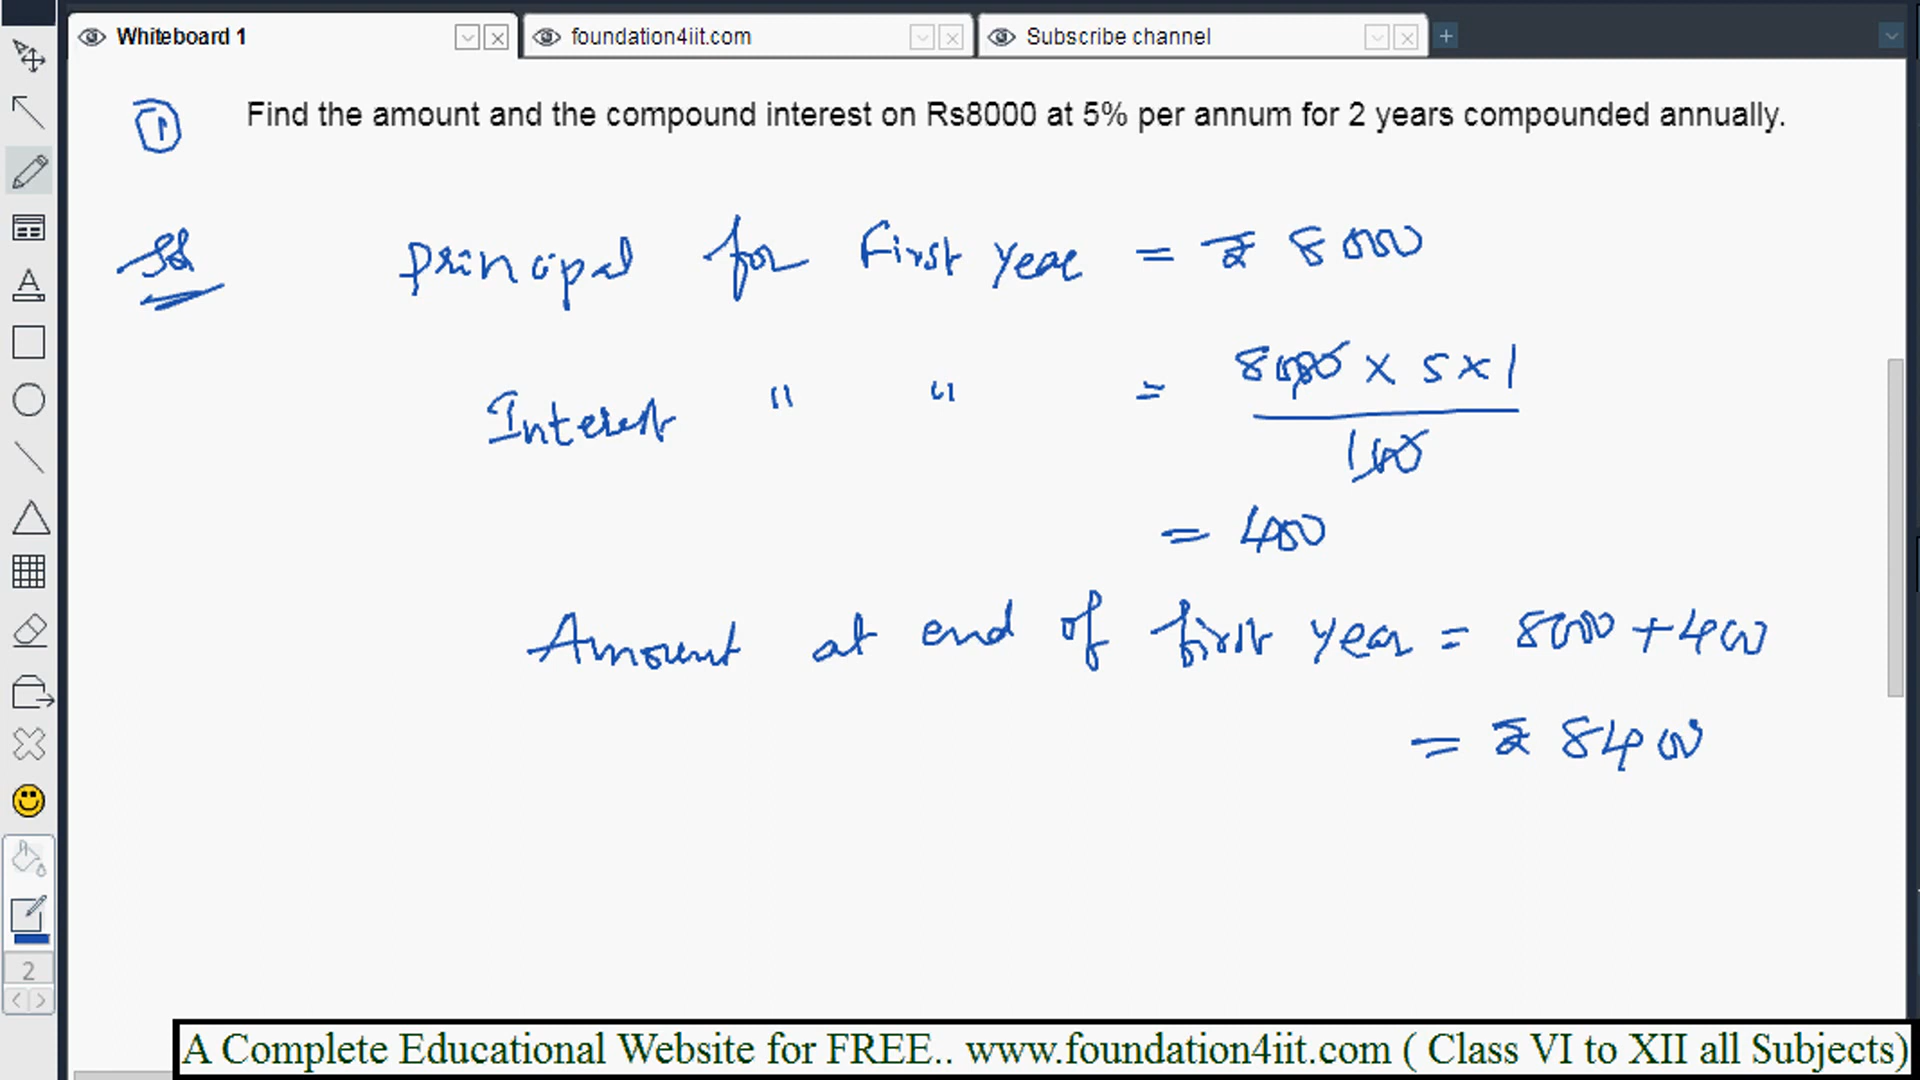 Whiteboard 1
foundation4iit.com
Subscribe channel
① Find the amount and the compound interest on Rs8000 at 5% per annum for 2 years compounded annually.
Sol Principal for First Year = ₹ 8000
Interest " " = 8000 × 5 × 1
100
= 400
Amount at end of first year = 8000 + 400
= ₹ 8400
2
A Complete Educational Website for FREE.. www.foundation4iit.com ( Class VI to XII all Subjects)